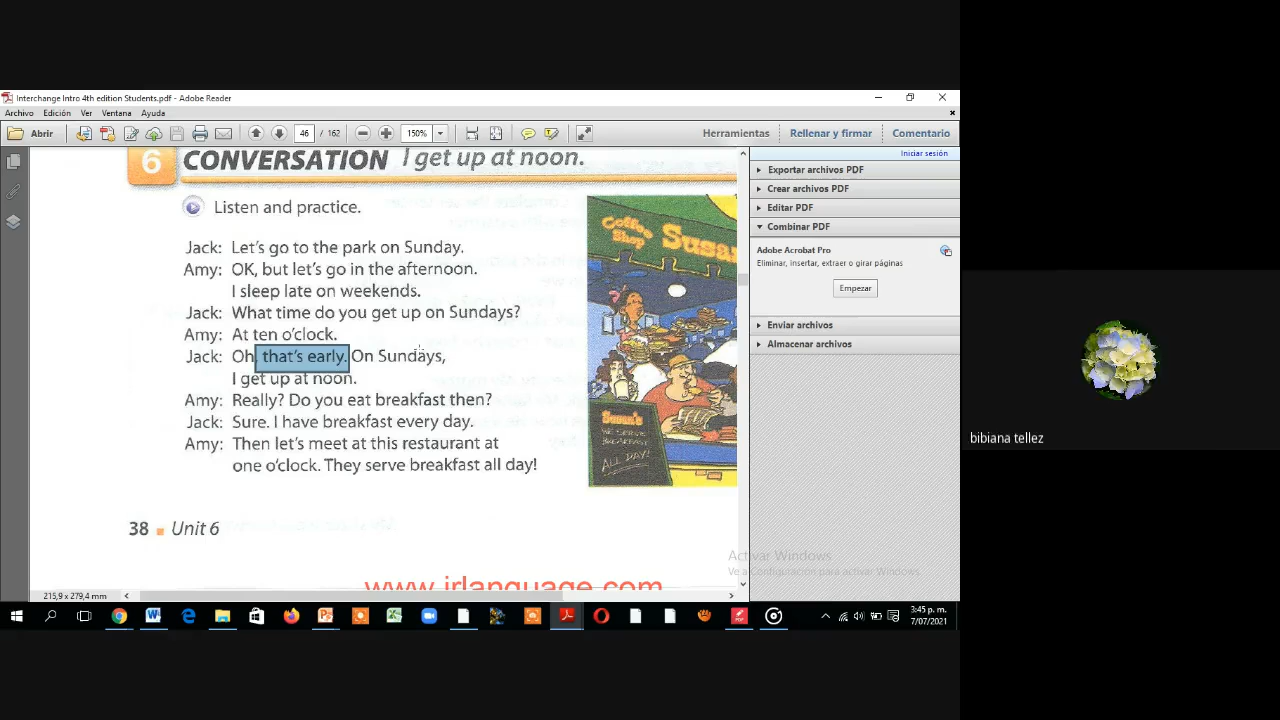 Interchange Intro 4th edition Students.pdf - Adobe Reader
Archivo Edición Ver Ventana Ayuda
Abrir 46 / 162 150% Herramientas Rellenar y firmar Comentario
Iniciar sesión
Exportar archivos PDF
Crear archivos PDF
Editar PDF
Combinar PDF
Adobe Acrobat Pro
Eliminar, insertar, extraer o girar páginas
Empezar
Enviar archivos
Almacenar archivos
6 CONVERSATION I get up at noon.
Listen and practice.
Jack: Let's go to the park on Sunday.
Amy: OK, but let's go in the afternoon.
I sleep late on weekends.
Jack: What time do you get up on Sundays?
Amy: At ten o'clock.
Jack: Oh, that's early. On Sundays,
I get up at noon.
Amy: Really? Do you eat breakfast then?
Jack: Sure. I have breakfast every day.
Amy: Then let's meet at this restaurant at
one o'clock. They serve breakfast all day!
Coffee
Shop
Susan
Susan's
WE SERVE
BREAKFAST
ALL DAY!
38 Unit 6
www.irlanguage.com
Activar Windows
Ve a Configuración para activar Windows.
215,9 x 279,4 mm
3:45 p. m.
7/07/2021
bibiana tellez